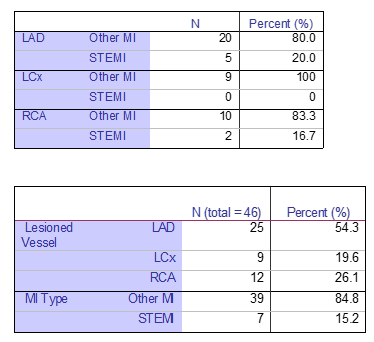 N Percent (%)
LAD Other MI 20 80.0
STEMI 5 20.0
LCx Other MI 9 100
STEMI 0 0
RCA Other MI 10 83.3
STEMI 2 16.7
N (total = 46) Percent (%)
Lesioned Vessel LAD 25 54.3
LCx 9 19.6
RCA 12 26.1
MI Type Other MI 39 84.8
STEMI 7 15.2